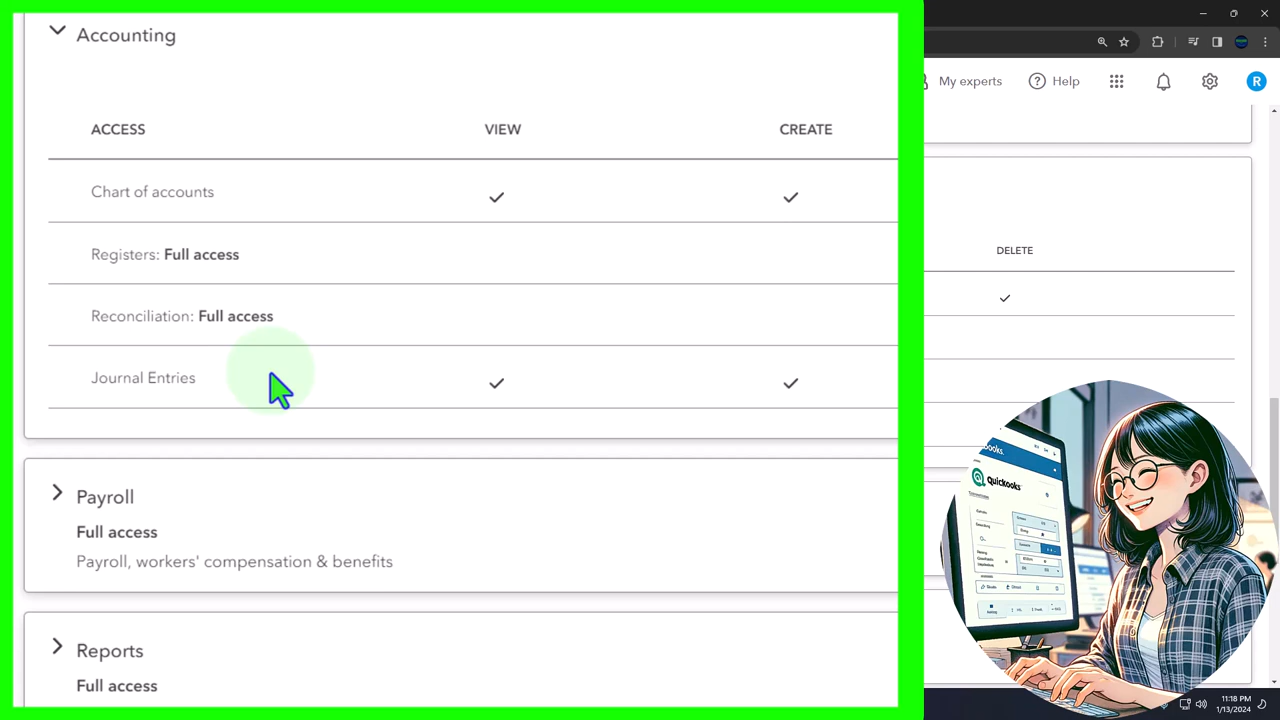 Accounting
My experts
Help
R
ACCESS VIEW CREATE
DELETE
Chart of accounts
Registers: Full access
Reconciliation: Full access
Journal Entries
Payroll
Full access
Payroll, workers' compensation & benefits
Reports
Full access
Quickooks
11:18 PM
1/13/2024